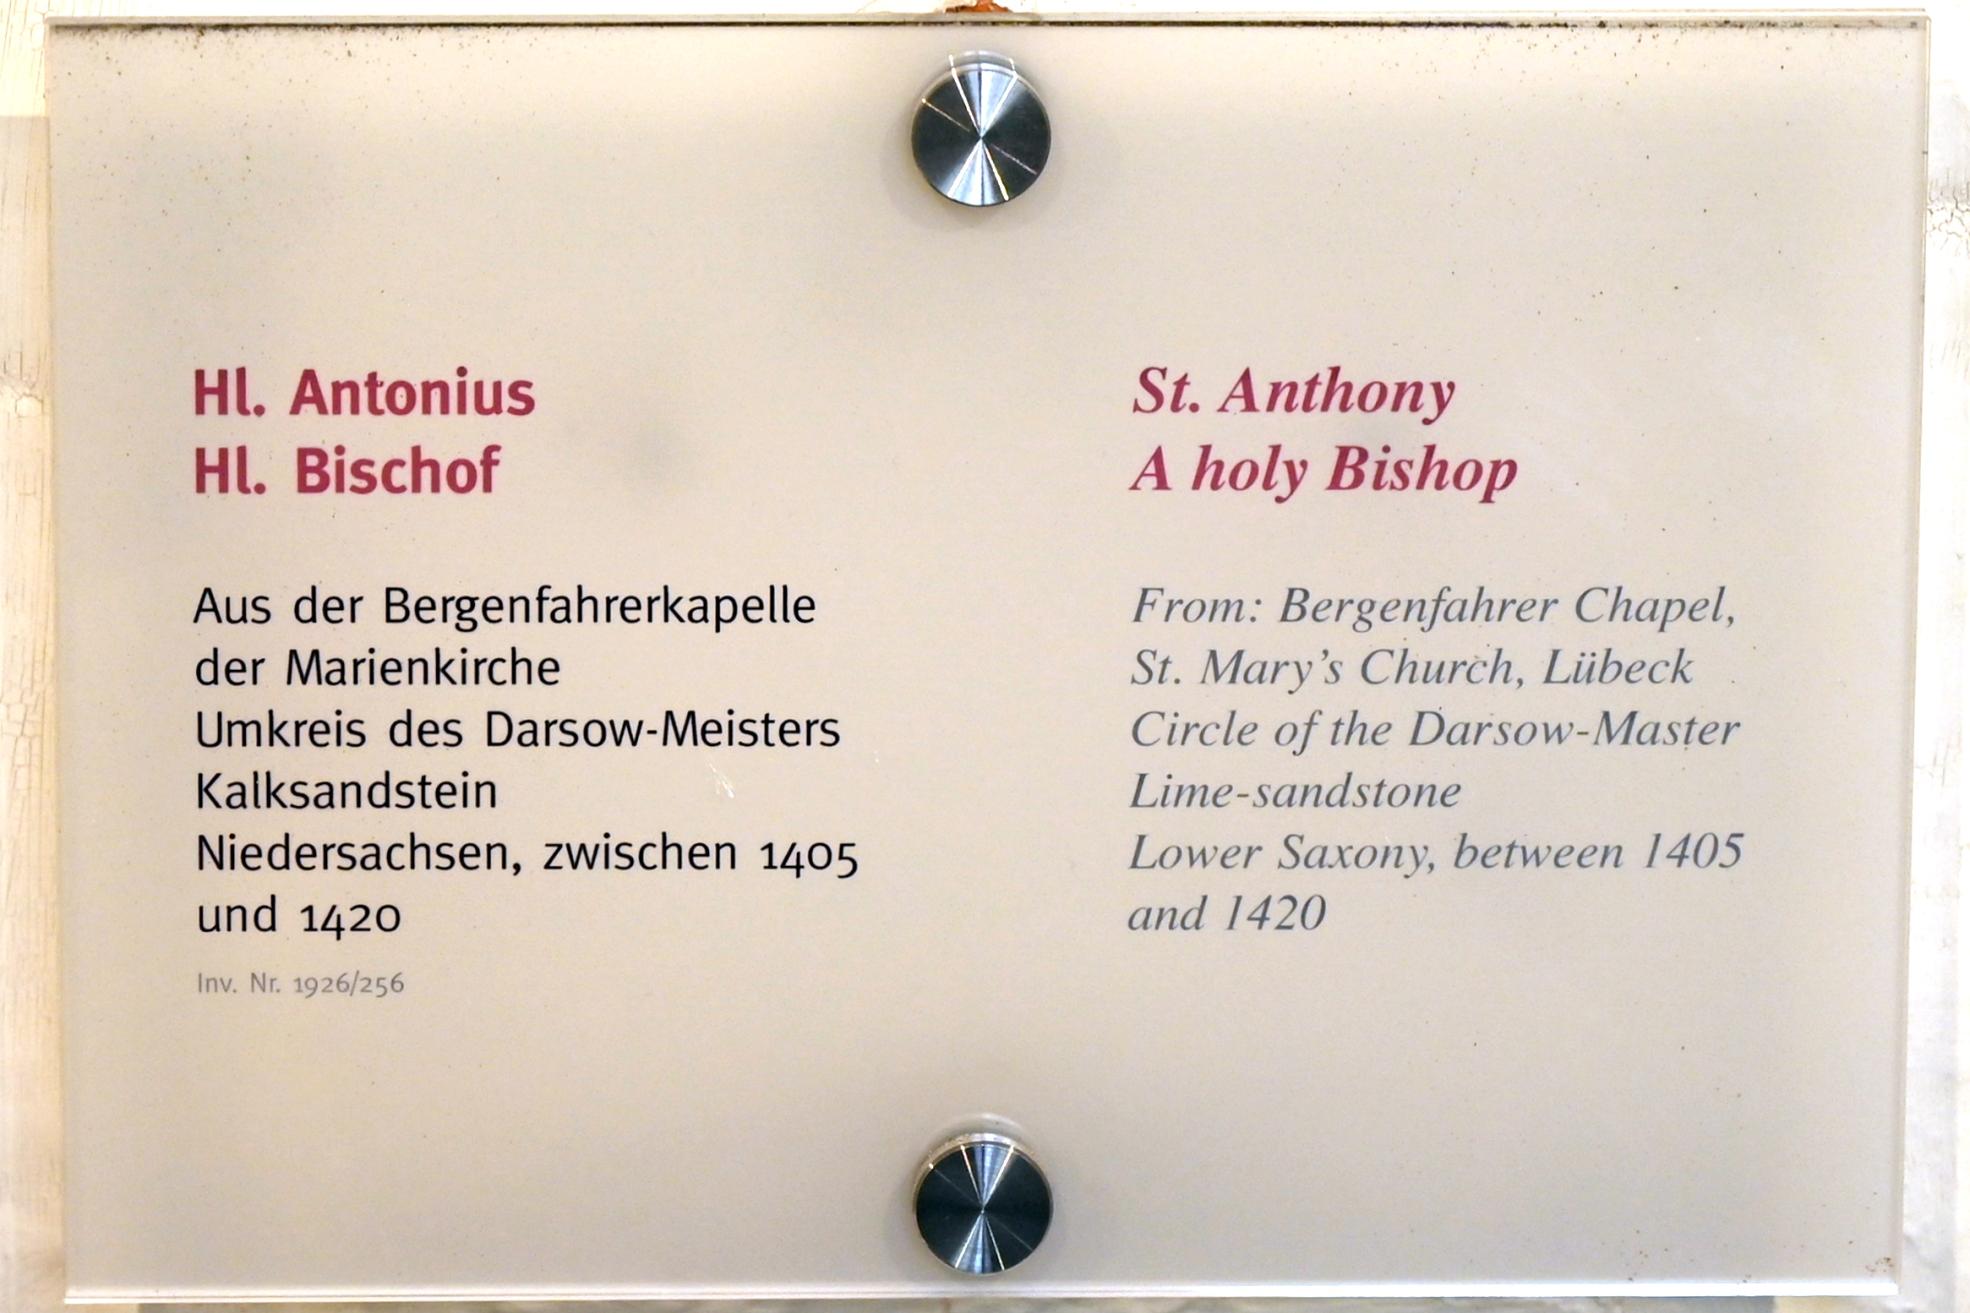 Hl. Antonius
Hl. Bischof
Aus der Bergenfahrerkapelle
der Marienkirche
Umkreis des Darsow-Meisters
Kalksandstein
Niedersachsen, zwischen 1405
und 1420
Inv. Nr. 1926/256
St. Anthony
A holy Bishop
From: Bergenfahrer Chapel,
St. Mary's Church, Lübeck
Circle of the Darsow-Master
Lime-sandstone
Lower Saxony, between 1405
and 1420